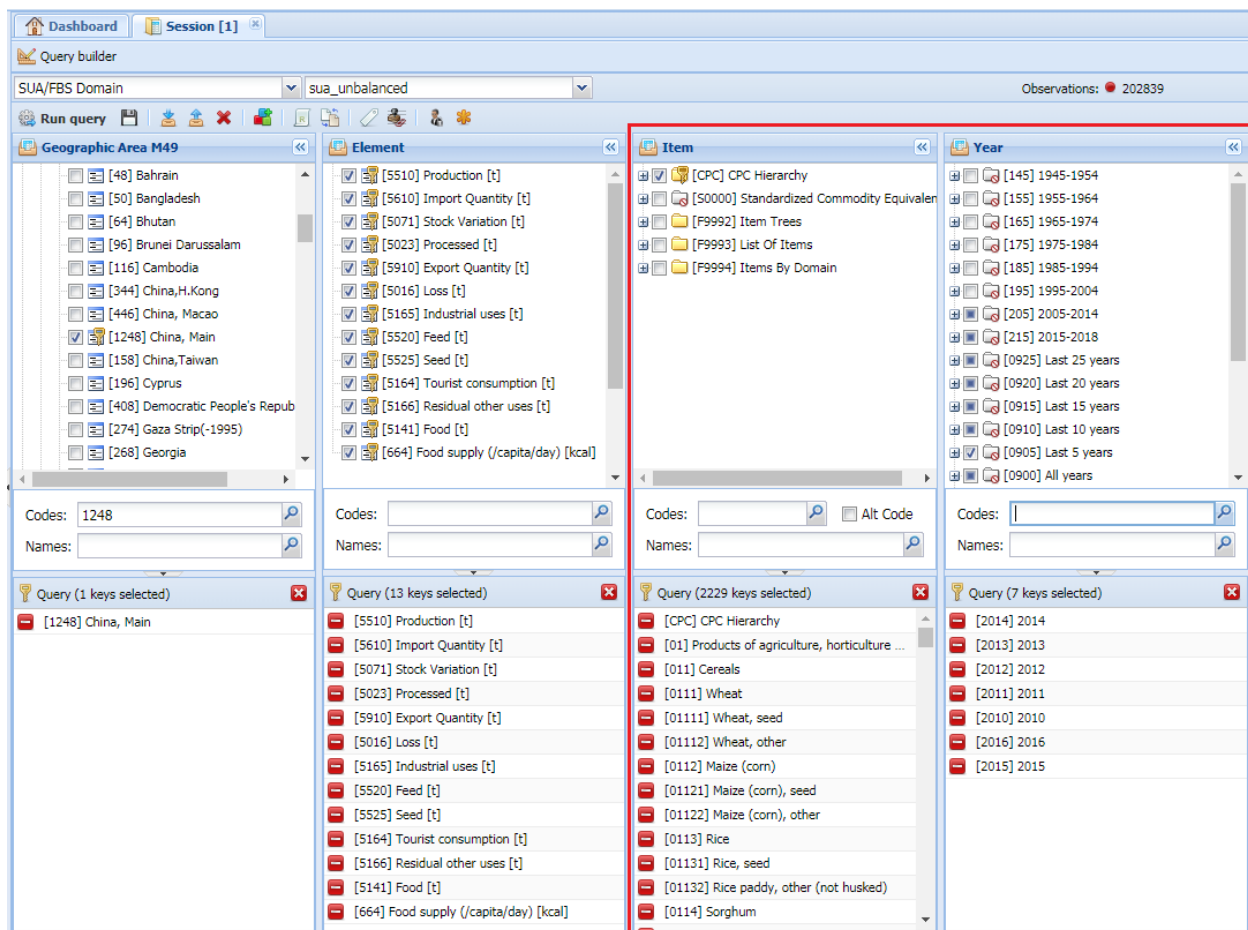 Dashboard
Session [1]
Query builder
SUA/FBS Domain
sua_unbalanced
Observations: 202839
Run query
Geographic Area M49
[48] Bahrain
[50] Bangladesh
[64] Bhutan
[96] Brunei Darussalam
[116] Cambodia
[344] China,H.Kong
[446] China, Macao
[1248] China, Main
[158] China,Taiwan
[196] Cyprus
[408] Democratic People's Repub
[274] Gaza Strip(-1995)
[268] Georgia
Codes: 1248
Names:
Query (1 keys selected)
[1248] China, Main
Element
[5510] Production [t]
[5610] Import Quantity [t]
[5071] Stock Variation [t]
[5023] Processed [t]
[5910] Export Quantity [t]
[5016] Loss [t]
[5165] Industrial uses [t]
[5520] Feed [t]
[5525] Seed [t]
[5164] Tourist consumption [t]
[5166] Residual other uses [t]
[5141] Food [t]
[664] Food supply (/capita/day) [kcal]
Codes:
Names:
Query (13 keys selected)
[5510] Production [t]
[5610] Import Quantity [t]
[5071] Stock Variation [t]
[5023] Processed [t]
[5910] Export Quantity [t]
[5016] Loss [t]
[5165] Industrial uses [t]
[5520] Feed [t]
[5525] Seed [t]
[5164] Tourist consumption [t]
[5166] Residual other uses [t]
[5141] Food [t]
[664] Food supply (/capita/day) [kcal]
Item
[CPC] CPC Hierarchy
[S0000] Standardized Commodity Equivalen
[F9992] Item Trees
[F9993] List Of Items
[F9994] Items By Domain
Codes:
Alt Code
Names:
Query (2229 keys selected)
[CPC] CPC Hierarchy
[01] Products of agriculture, horticulture ...
[011] Cereals
[0111] Wheat
[01111] Wheat, seed
[01112] Wheat, other
[0112] Maize (corn)
[01121] Maize (corn), seed
[01122] Maize (corn), other
[0113] Rice
[01131] Rice, seed
[01132] Rice paddy, other (not husked)
[0114] Sorghum
Year
[145] 1945-1954
[155] 1955-1964
[165] 1965-1974
[175] 1975-1984
[185] 1985-1994
[195] 1995-2004
[205] 2005-2014
[215] 2015-2018
[0925] Last 25 years
[0920] Last 20 years
[0915] Last 15 years
[0910] Last 10 years
[0905] Last 5 years
[0900] All years
Codes:
Names:
Query (7 keys selected)
[2014] 2014
[2013] 2013
[2012] 2012
[2011] 2011
[2010] 2010
[2016] 2016
[2015] 2015